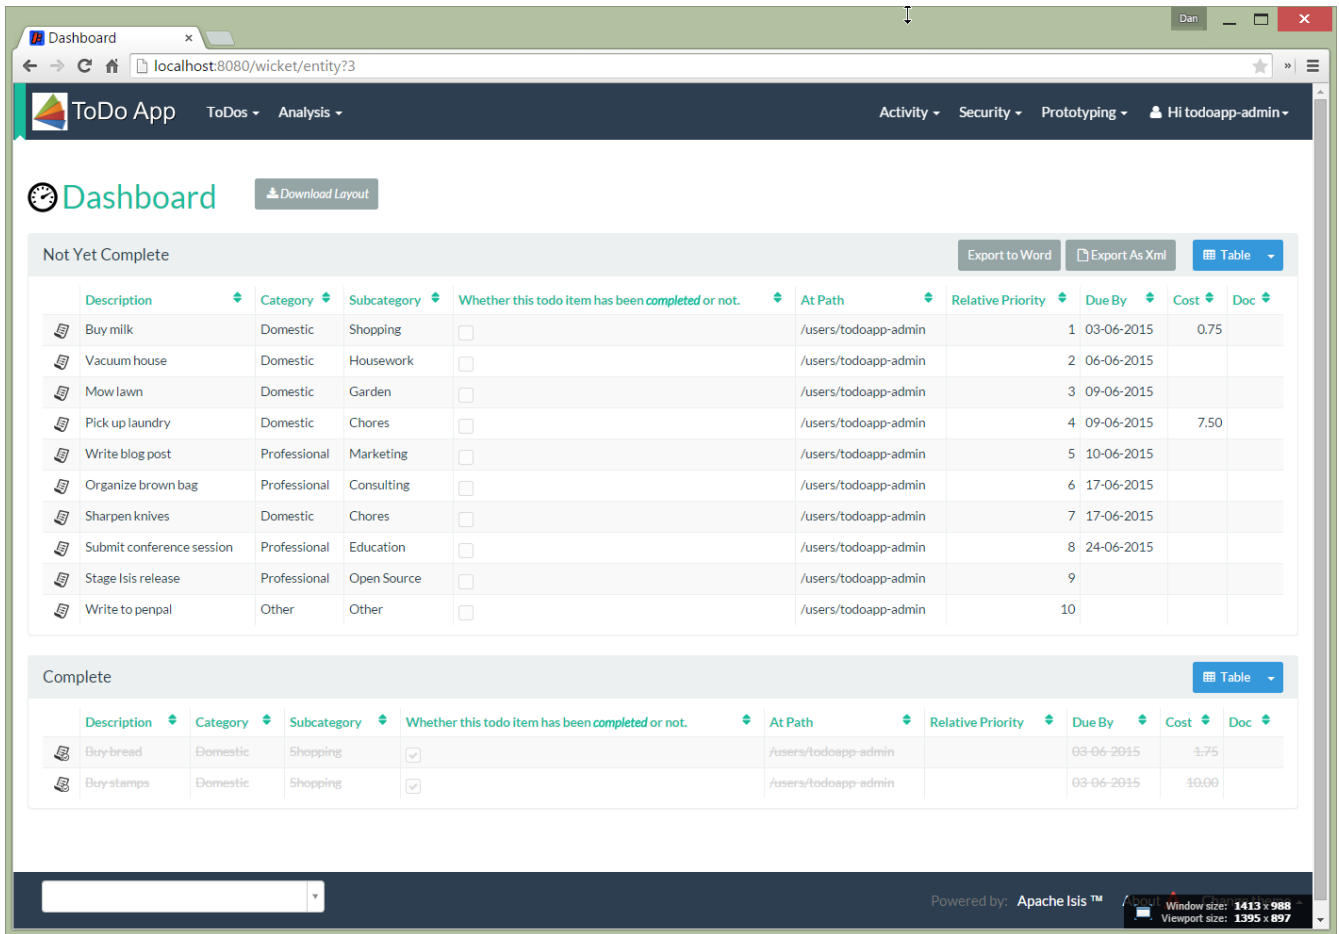 Dan
Dashboard
localhost:8080/wicket/entity?3
ToDo App ToDos Analysis Activity Security Prototyping Hi todoapp-admin
Dashboard Download Layout
Not Yet Complete Export to Word Export As Xml Table
Description Category Subcategory Whether this todo item has been completed or not. At Path Relative Priority Due By Cost Doc
Buy milk Domestic Shopping /users/todoapp-admin 1 03-06-2015 0.75
Vacuum house Domestic Housework /users/todoapp-admin 2 06-06-2015
Mow lawn Domestic Garden /users/todoapp-admin 3 09-06-2015
Pick up laundry Domestic Chores /users/todoapp-admin 4 09-06-2015 7.50
Write blog post Professional Marketing /users/todoapp-admin 5 10-06-2015
Organize brown bag Professional Consulting /users/todoapp-admin 6 17-06-2015
Sharpen knives Domestic Chores /users/todoapp-admin 7 17-06-2015
Submit conference session Professional Education /users/todoapp-admin 8 24-06-2015
Stage Isis release Professional Open Source /users/todoapp-admin 9
Write to penpal Other Other /users/todoapp-admin 10
Complete Table
Description Category Subcategory Whether this todo item has been completed or not. At Path Relative Priority Due By Cost Doc
Buy bread Domestic Shopping /users/todoapp-admin 03-06-2015 1.75
Buy stamps Domestic Shopping /users/todoapp-admin 03-06-2015 10.00
Powered by: Apache Isis ™ About
Window size: 1413 x 988
Viewport size: 1395 x 897